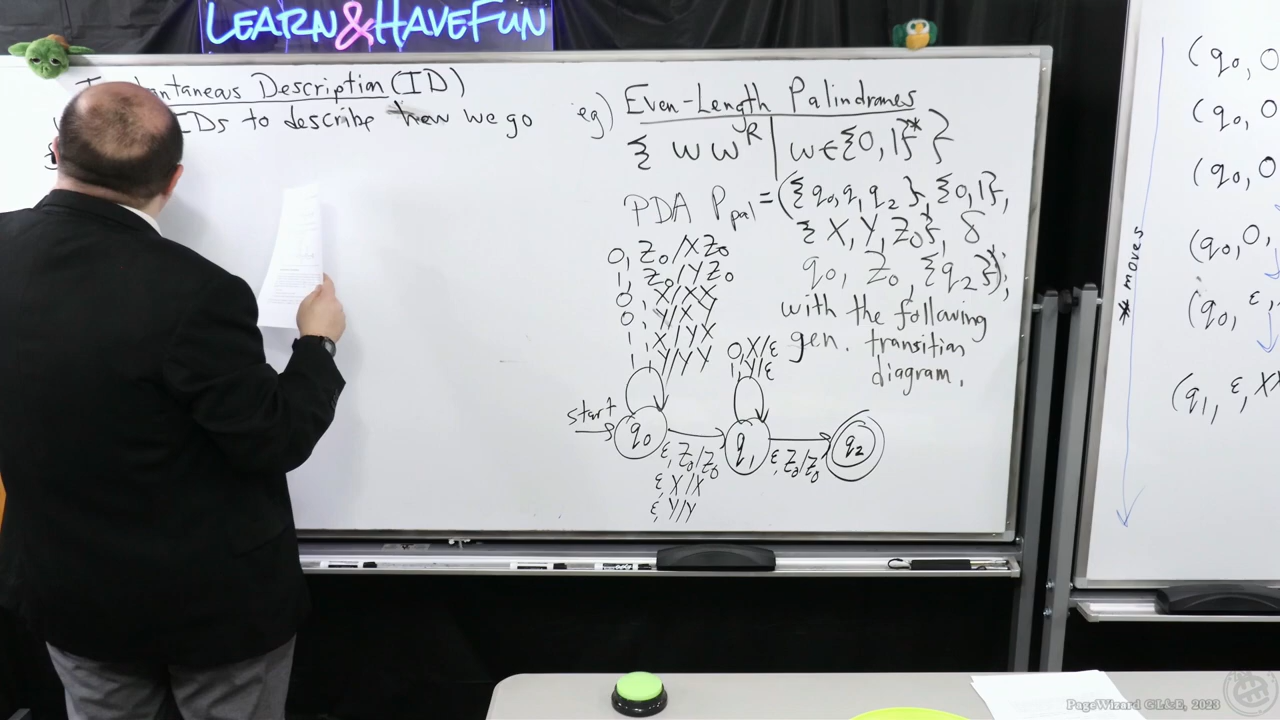 LEARN&HAVEFUN
Instantaneous Description (ID)
IDs to describe how we go
eg) Even-Length Palindromes
{ww^R | w∈{0,1}*}
PDA P_pal = ({q0,q1,q2}, {0,1},
{X,Y,Z0}, δ
q0, Z0, {q2}),
with the following
gen. transition
diagram.
0, Z0/XZ0
1, Z0/YZ0
0, X/XX
0, Y/XY
1, X/YX
1, Y/YY
0, X/ε
1, Y/ε
start
q0
q1
q2
ε, Z0/Z0
ε, X/X
ε, Y/Y
ε, Z0/Z0
* moves
(q0, 0
(q0, 0
(q0, 0
(q0, 0,
(q0, ε,
(q1, ε, XX
PageWizard GL&E, 2023